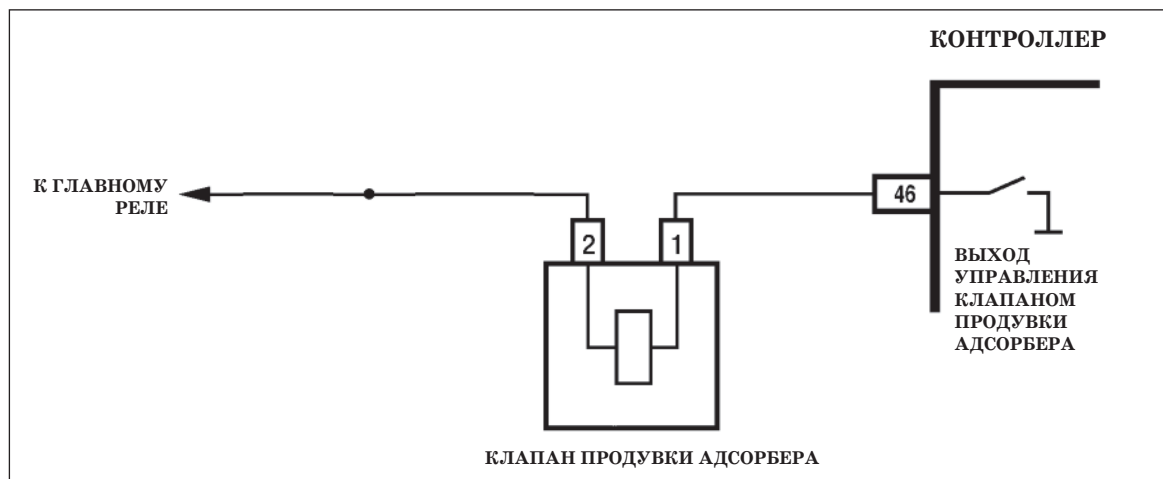 КОНТРОЛЛЕР
К ГЛАВНОМУ
РЕЛЕ
46
2
1
ВЫХОД
УПРАВЛЕНИЯ
КЛАПАНОМ
ПРОДУВКИ
АДСОРБЕРА
КЛАПАН ПРОДУВКИ АДСОРБЕРА